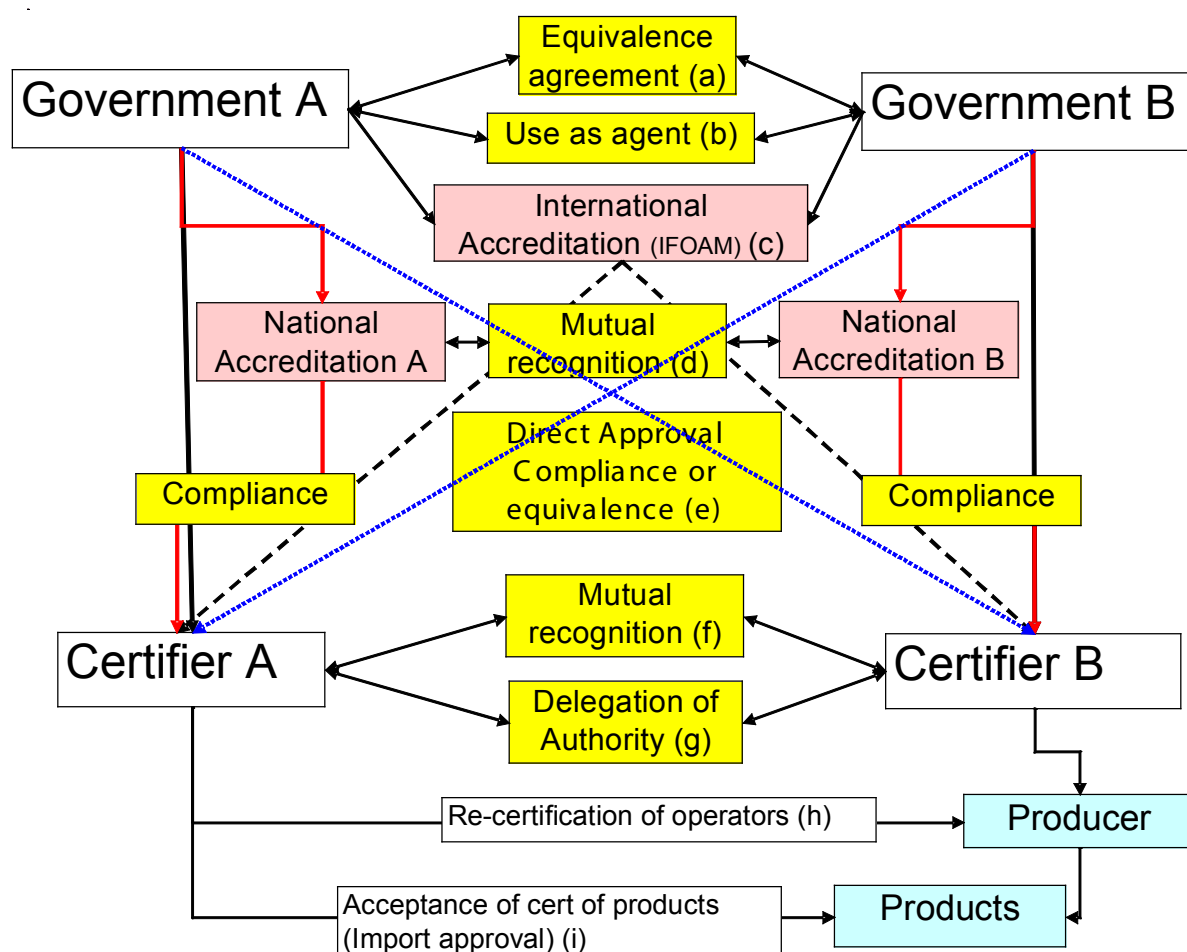 Equivalence
agreement (a)
Government A
Government B
Use as agent (b)
International
Accreditation (IFOAM) (c)
National
Accreditation A
Mutual
recognition (d)
National
Accreditation B
Direct Approval
Compliance or
equivalence (e)
Compliance
Compliance
Mutual
recognition (f)
Certifier A
Certifier B
Delegation of
Authority (g)
Re-certification of operators (h)
Producer
Acceptance of cert of products
(Import approval) (i)
Products